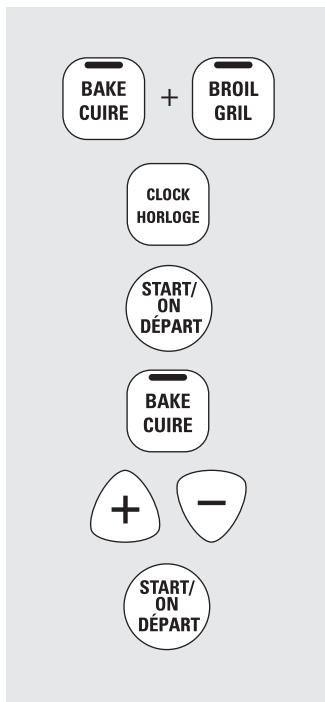 BAKE + BROIL
CUIRE GRIL
CLOCK
HORLOGE
START/
ON
DÉPART
BAKE
CUIRE
+ −
START/
ON
DÉPART